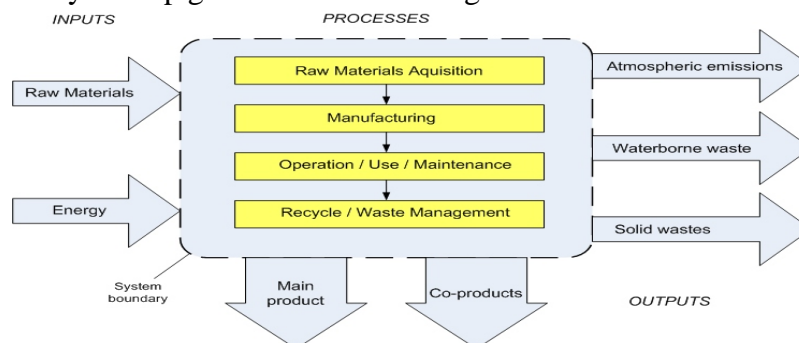 INPUTS
PROCESSES
Raw Materials
Energy
Raw Materials Aquisition
Manufacturing
Operation / Use / Maintenance
Recycle / Waste Management
Atmospheric emissions
Waterborne waste
Solid wastes
System
boundary
Main
product
Co-products
OUTPUTS